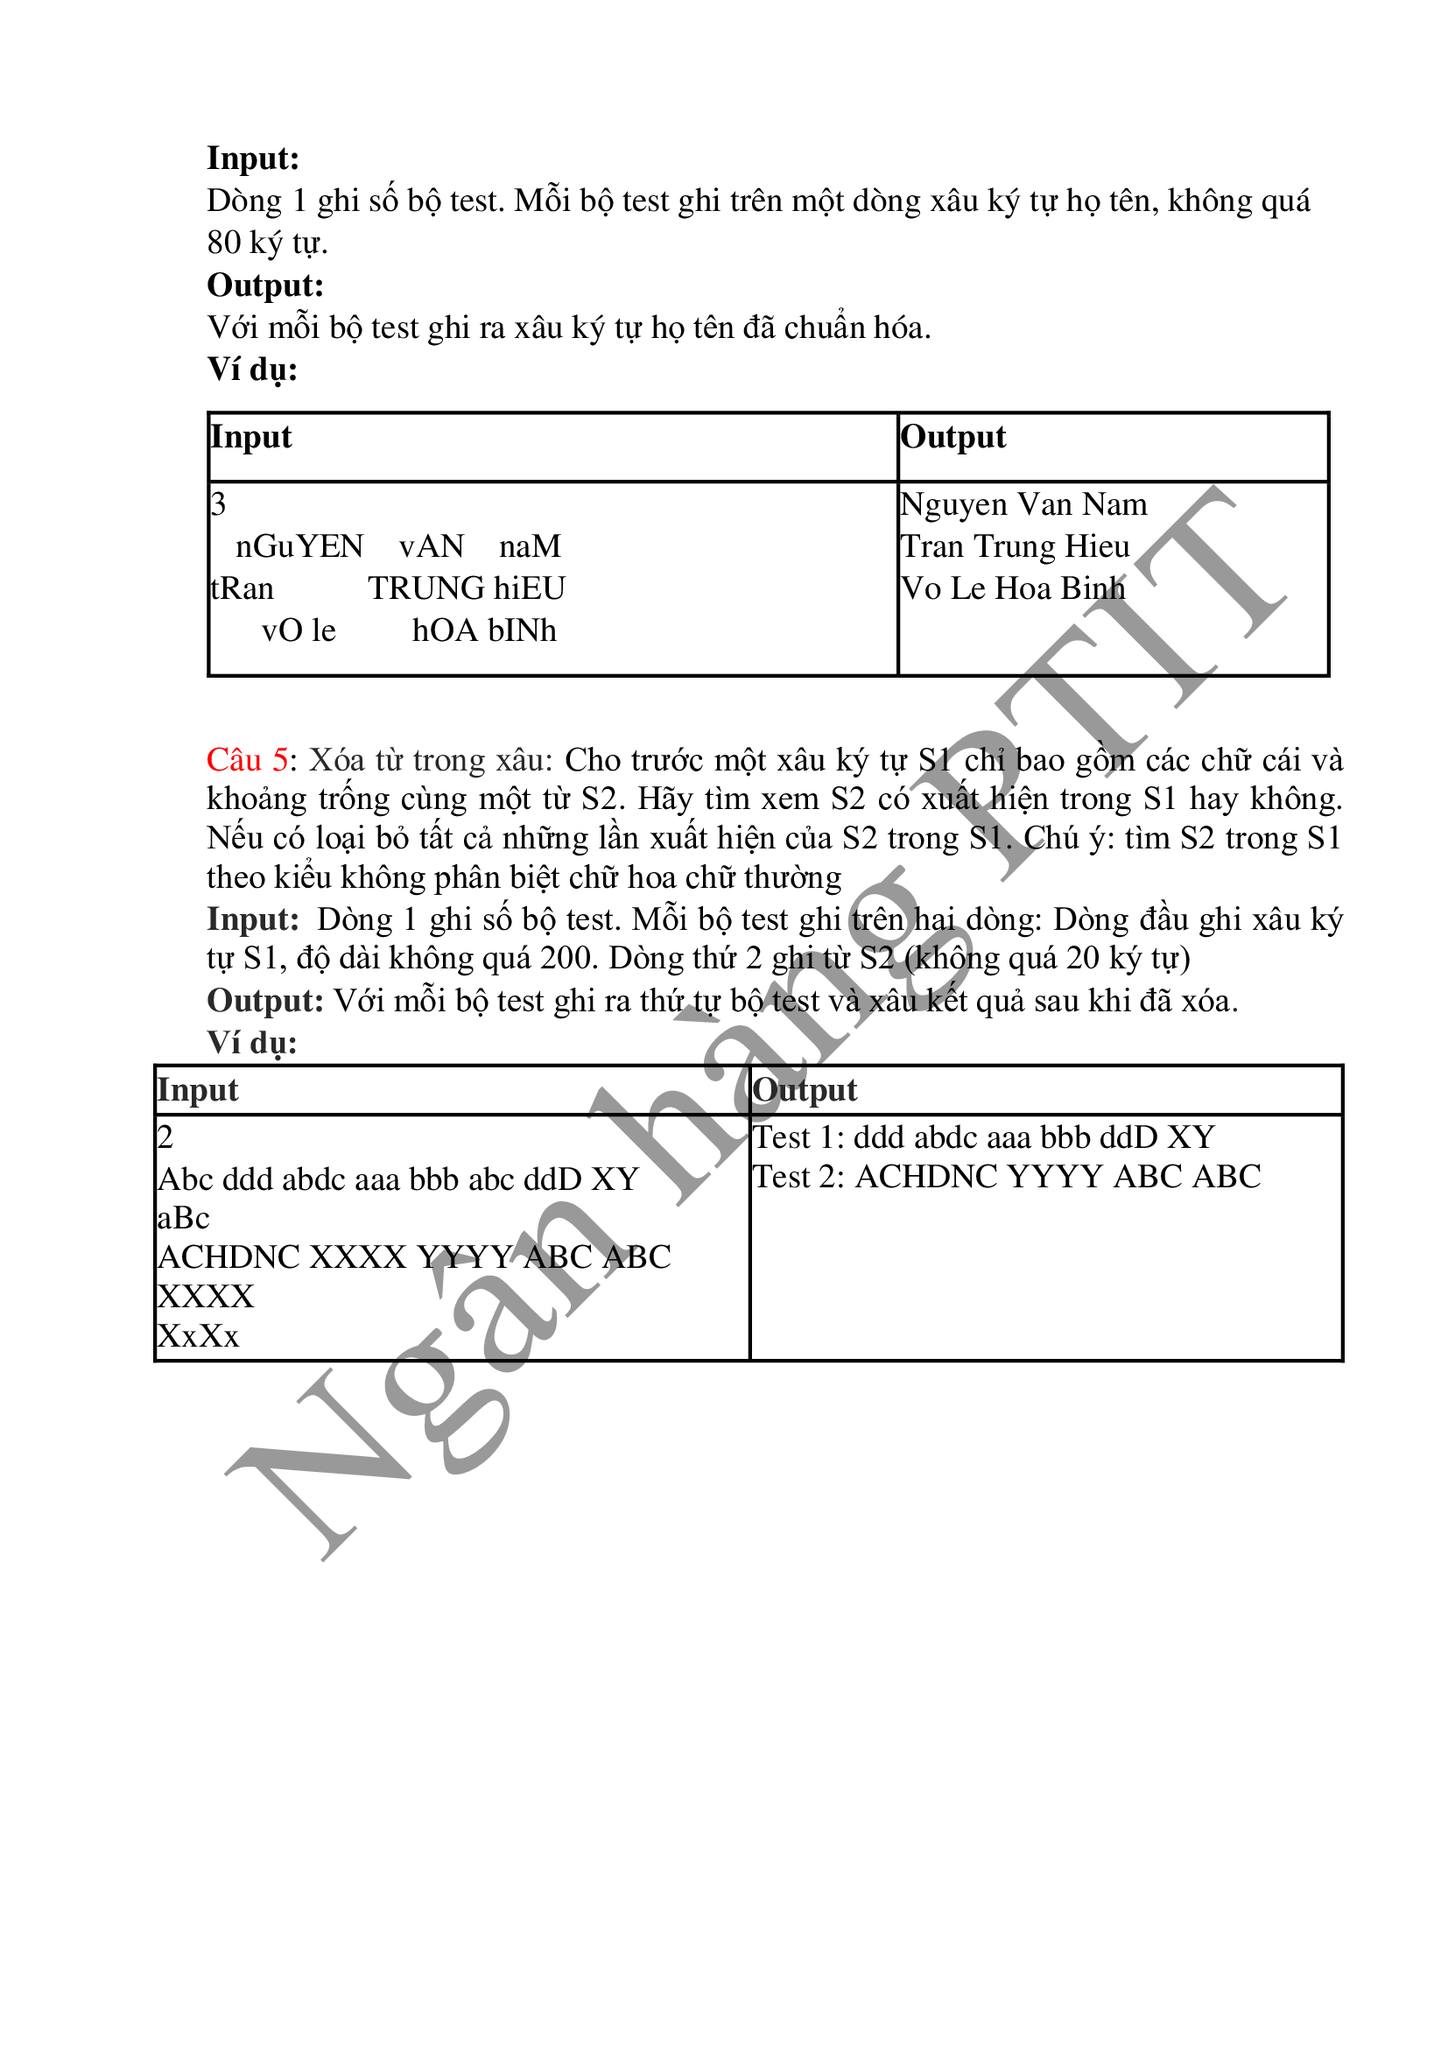 Input:
Dòng 1 ghi số bộ test. Mỗi bộ test ghi trên một dòng xâu ký tự họ tên, không quá
80 ký tự.
Output:
Với mỗi bộ test ghi ra xâu ký tự họ tên đã chuẩn hóa.
Ví dụ:
Input Output
3
nGuYEN vAN naM
tRan TRUNG hiEU
vO le hOA bINh
Nguyen Van Nam
Tran Trung Hieu
Vo Le Hoa Binh
Câu 5: Xóa từ trong xâu: Cho trước một xâu ký tự S1 chỉ bao gồm các chữ cái và
khoảng trống cùng một từ S2. Hãy tìm xem S2 có xuất hiện trong S1 hay không.
Nếu có loại bỏ tất cả những lần xuất hiện của S2 trong S1. Chú ý: tìm S2 trong S1
theo kiểu không phân biệt chữ hoa chữ thường
Input: Dòng 1 ghi số bộ test. Mỗi bộ test ghi trên hai dòng: Dòng đầu ghi xâu ký
tự S1, độ dài không quá 200. Dòng thứ 2 ghi từ S2 (không quá 20 ký tự)
Output: Với mỗi bộ test ghi ra thứ tự bộ test và xâu kết quả sau khi đã xóa.
Ví dụ:
Input Output
2
Abc ddd abdc aaa bbb abc ddD XY
aBc
ACHDNC XXXX YYYY ABC ABC
XXXX
XxXx
Test 1: ddd abdc aaa bbb ddD XY
Test 2: ACHDNC YYYY ABC ABC
Ngân hàng PTIT